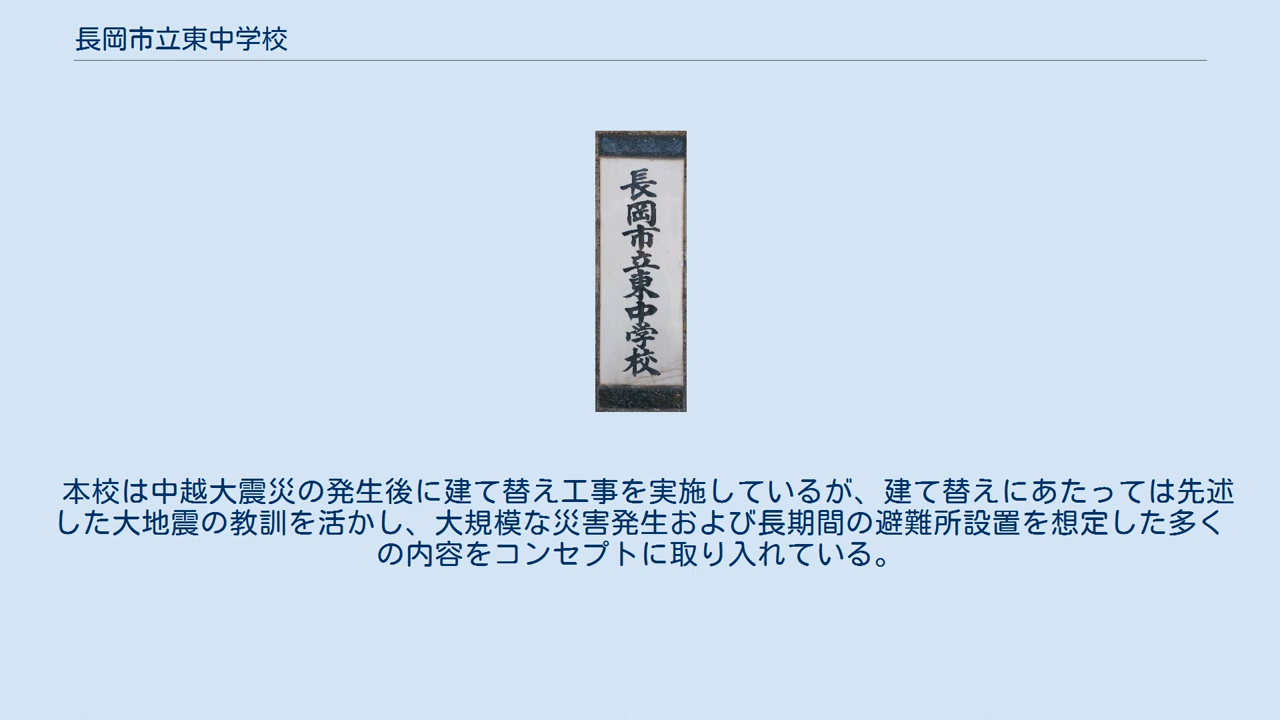 長岡市立東中学校
長岡市立東中学校
本校は中越大震災の発生後に建て替え工事を実施しているが、建て替えにあたっては先述
した大地震の教訓を活かし、大規模な災害発生および長期間の避難所設置を想定した多く
の内容をコンセプトに取り入れている。